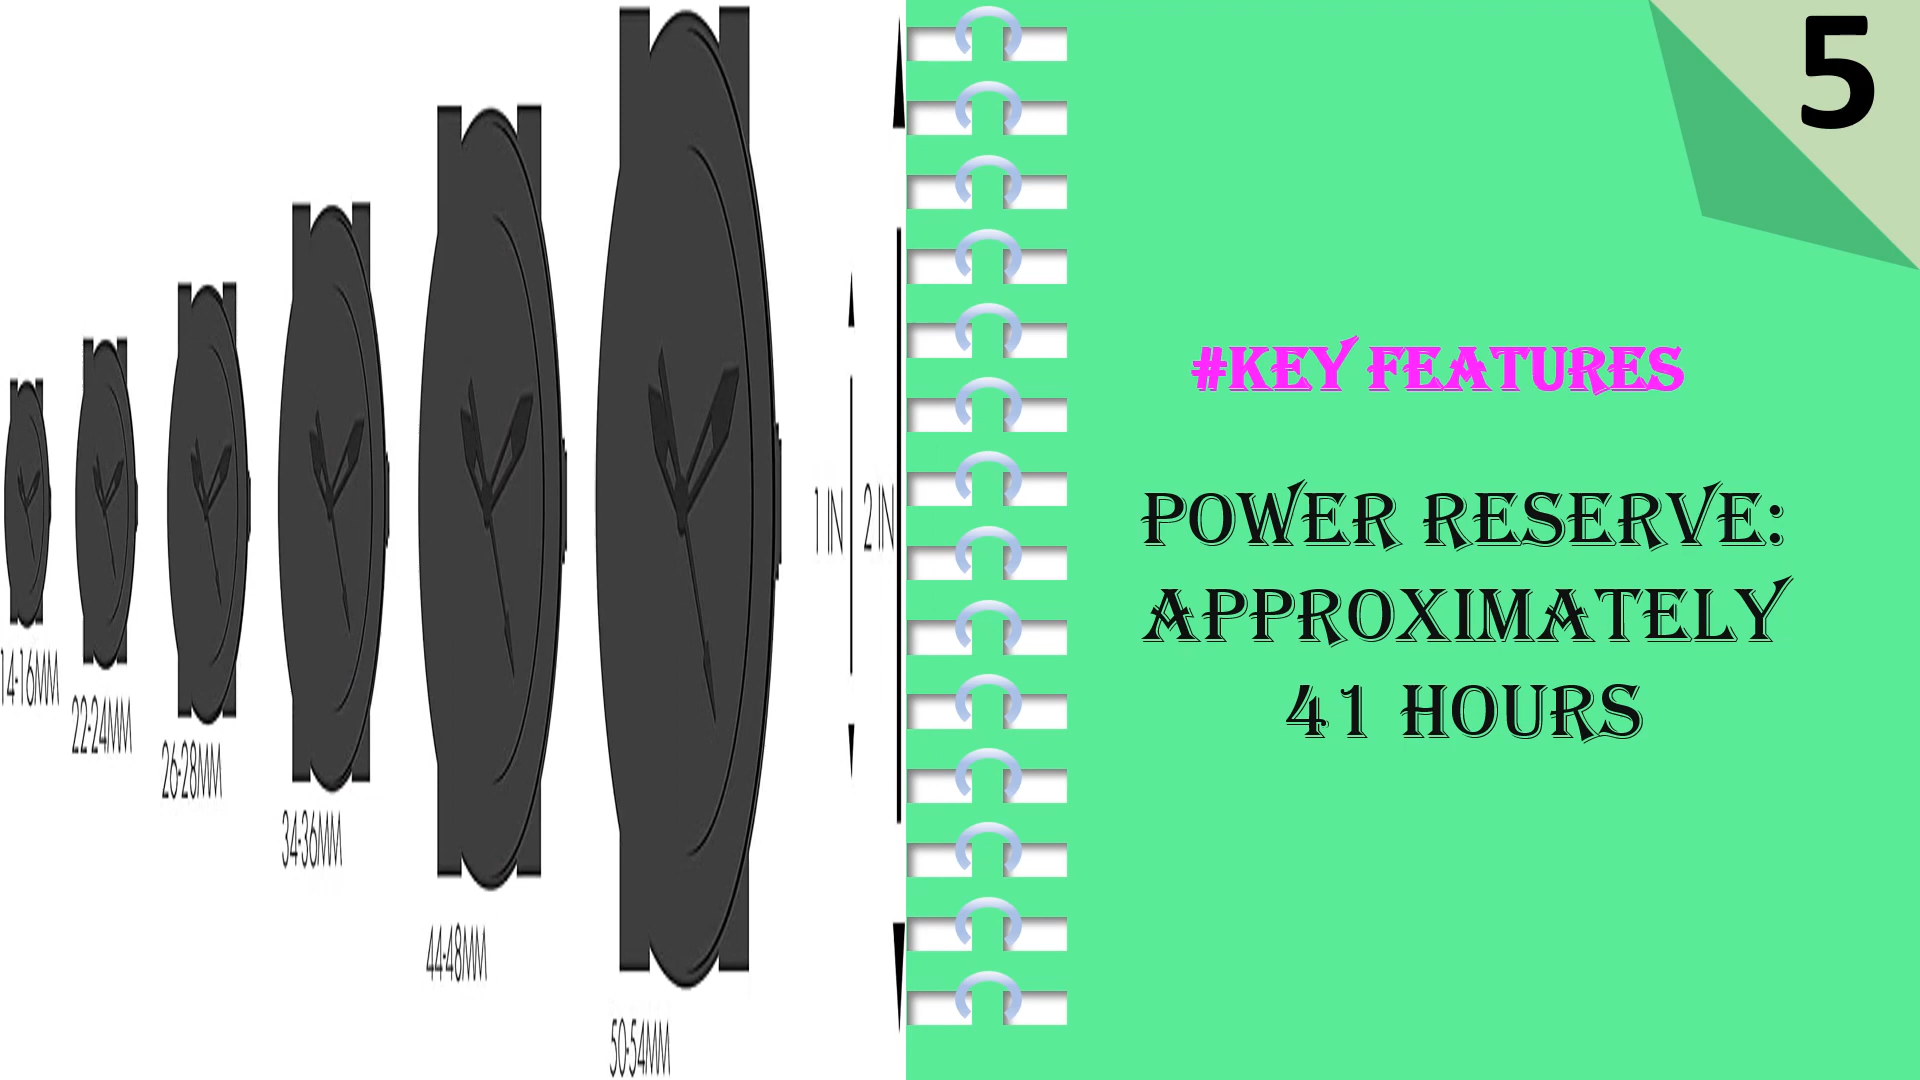 14-16MM
22-24MM
26-28MM
34-36MM
44-48MM
50-54MM
1 IN
2 IN
5
#KEY FEATURES
POWER RESERVE:
APPROXIMATELY
41 HOURS